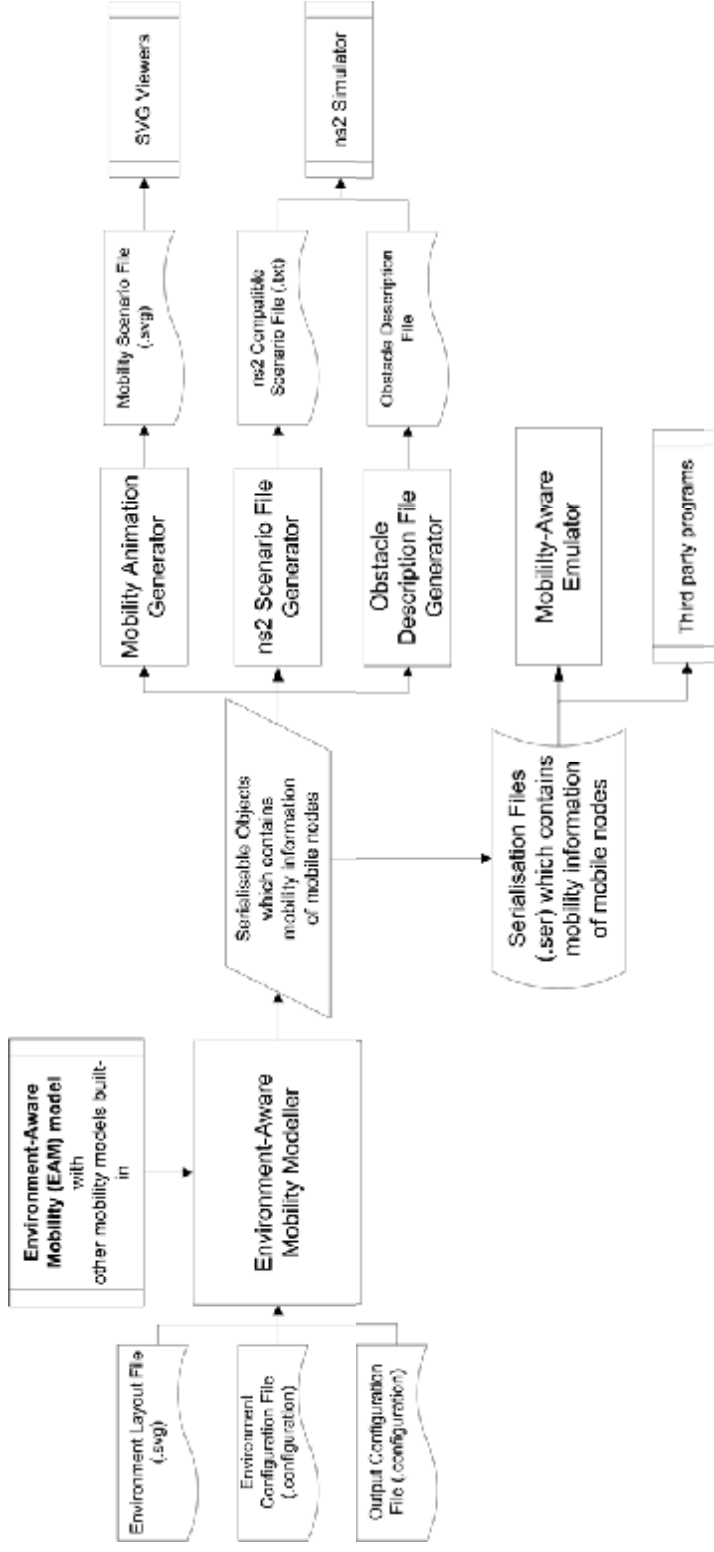 Environment Layout File
(.svg)
Environment
Configuration File
(.configuration)
Output Configuration
File (.configuration)
Environment-Aware
Mobility (EAM) model
with
other mobility models built-
in
Environment-Aware
Mobility Modeller
Serialisable Objects
which contains
mobility information
of mobile nodes
Serialisation Files
(.ser) which contains
mobility information
of mobile nodes
Mobility Animation
Generator
ns2 Scenario File
Generator
Obstacle
Description File
Generator
Mobility Scenario File
(.svg)
ns2 Compatible
Scenario File (.txt)
Obstacle Description
File
SVG Viewers
ns2 Simulator
Mobility-Aware
Emulator
Third party programs